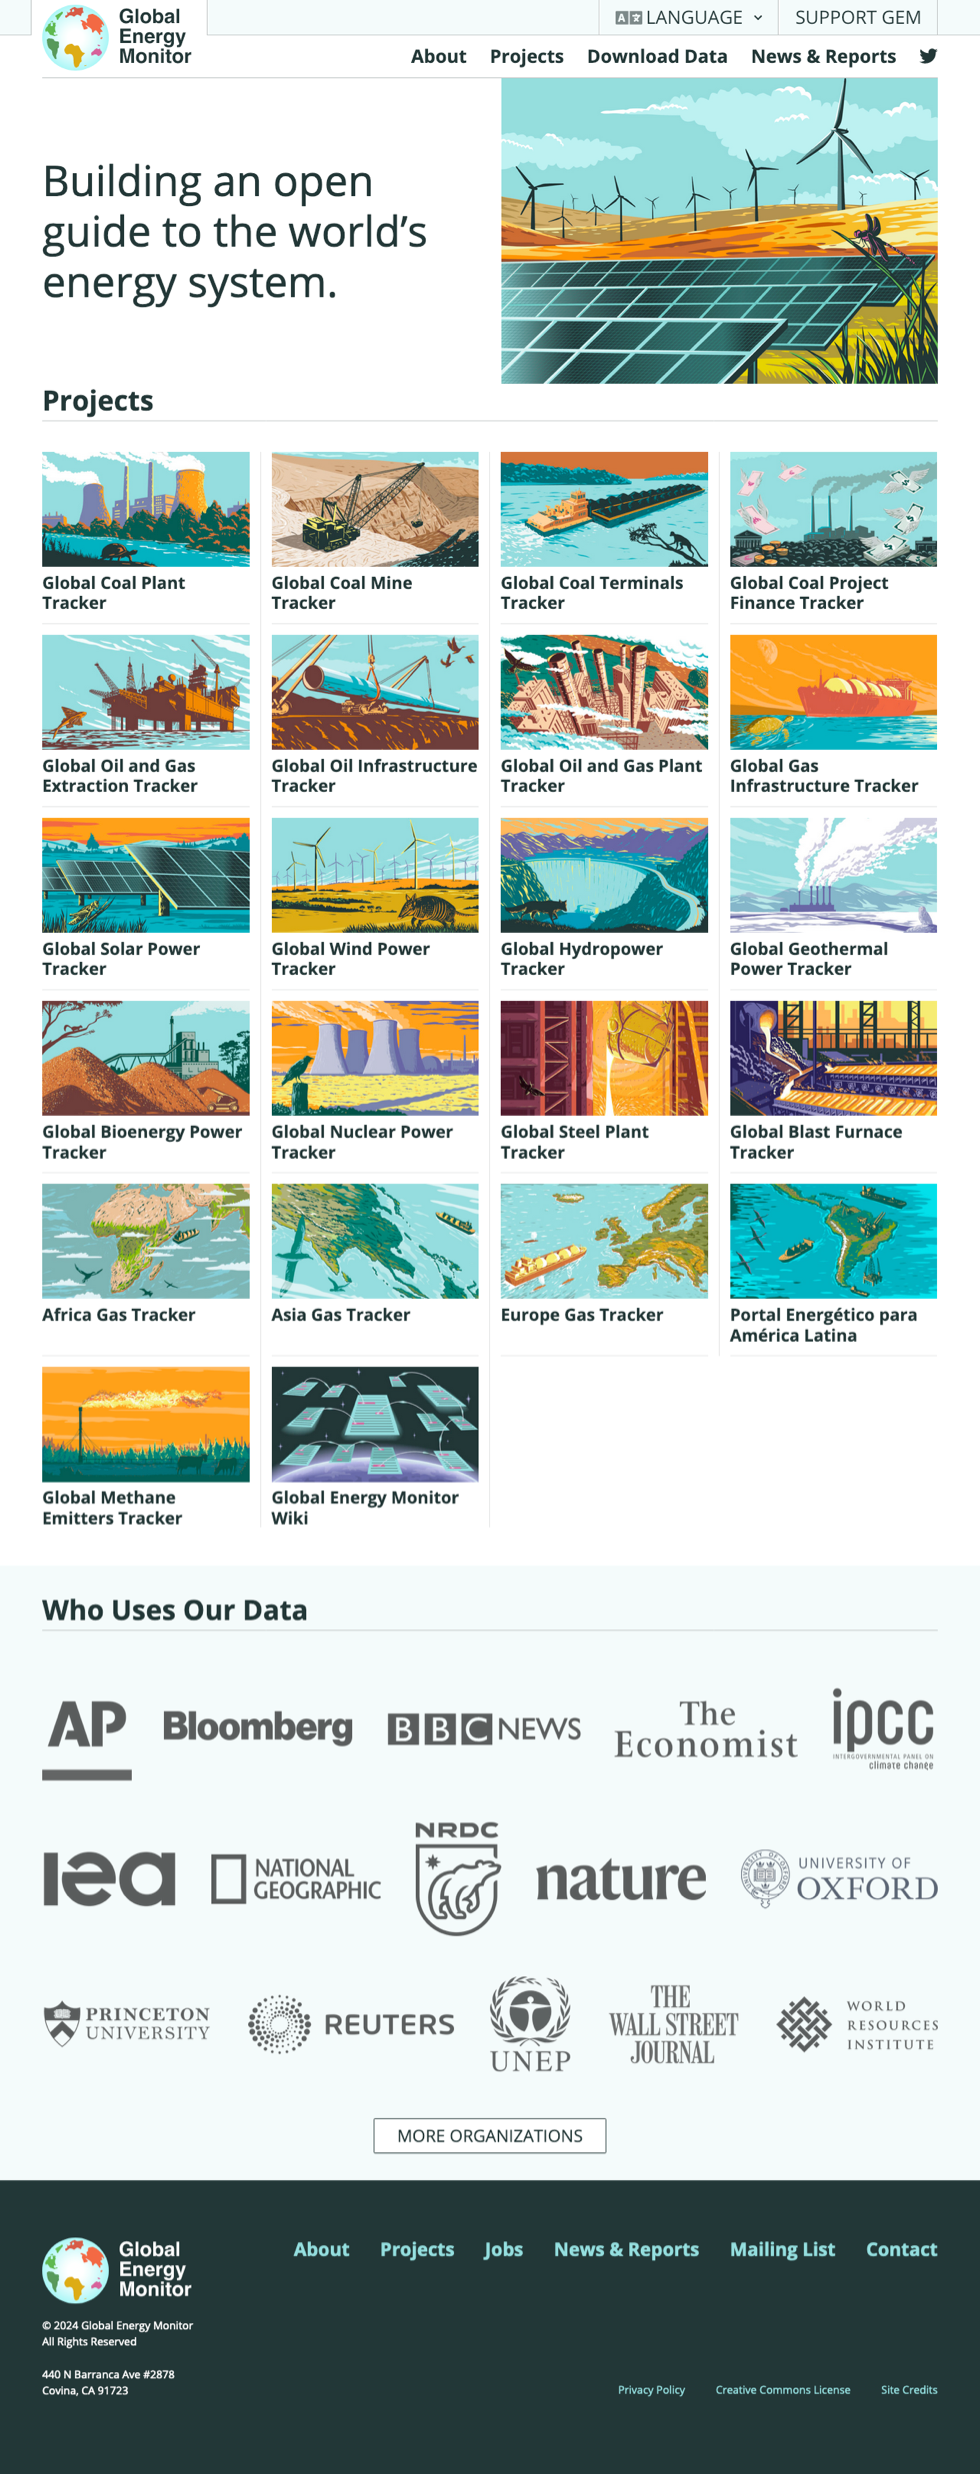 Global
Energy
Monitor
LANGUAGE
SUPPORT GEM
About
Projects
Download Data
News & Reports
Building an open
guide to the world’s
energy system.
Projects
Global Coal Plant
Tracker
Global Coal Mine
Tracker
Global Coal Terminals
Tracker
Global Coal Project
Finance Tracker
Global Oil and Gas
Extraction Tracker
Global Oil Infrastructure
Tracker
Global Oil and Gas Plant
Tracker
Global Gas
Infrastructure Tracker
Global Solar Power
Tracker
Global Wind Power
Tracker
Global Hydropower
Tracker
Global Geothermal
Power Tracker
Global Bioenergy Power
Tracker
Global Nuclear Power
Tracker
Global Steel Plant
Tracker
Global Blast Furnace
Tracker
Africa Gas Tracker
Asia Gas Tracker
Europe Gas Tracker
Portal Energético para
América Latina
Global Methane
Emitters Tracker
Global Energy Monitor
Wiki
Who Uses Our Data
AP
Bloomberg
BBC NEWS
The
Economist
ipcc
INTERGOVERNMENTAL PANEL ON
climate change
iea
NATIONAL
GEOGRAPHIC
NRDC
nature
UNIVERSITY OF
OXFORD
PRINCETON
UNIVERSITY
REUTERS
UNEP
THE
WALL STREET
JOURNAL
WORLD
RESOURCES
INSTITUTE
MORE ORGANIZATIONS
Global
Energy
Monitor
About
Projects
Jobs
News & Reports
Mailing List
Contact
© 2024 Global Energy Monitor
All Rights Reserved
440 N Barranca Ave #2878
Covina, CA 91723
Privacy Policy
Creative Commons License
Site Credits